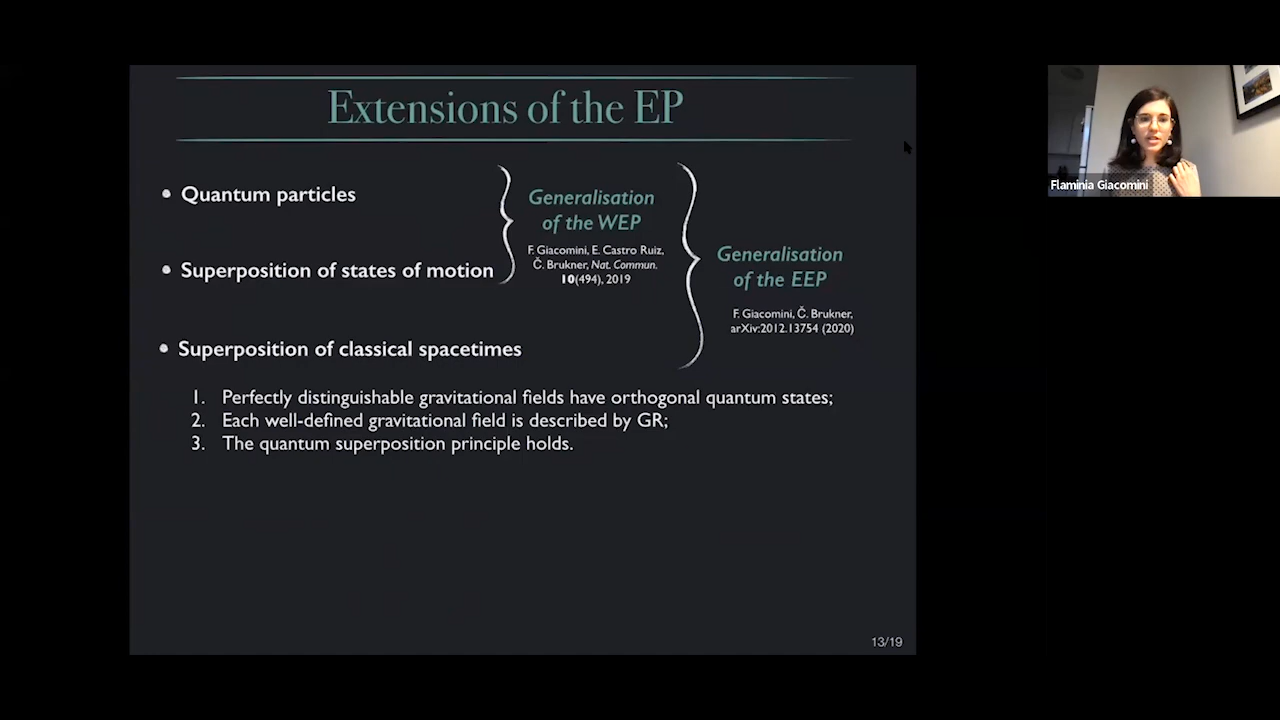 Extensions of the EP
• Quantum particles
• Superposition of states of motion
Generalisation
of the WEP
F. Giacomini, E. Castro Ruiz,
Č. Brukner, Nat. Commun.
10(494), 2019
Generalisation
of the EEP
F. Giacomini, Č. Brukner,
arXiv:2012.13754 (2020)
• Superposition of classical spacetimes
1. Perfectly distinguishable gravitational fields have orthogonal quantum states;
2. Each well-defined gravitational field is described by GR;
3. The quantum superposition principle holds.
13/19
Flaminia Giacomini